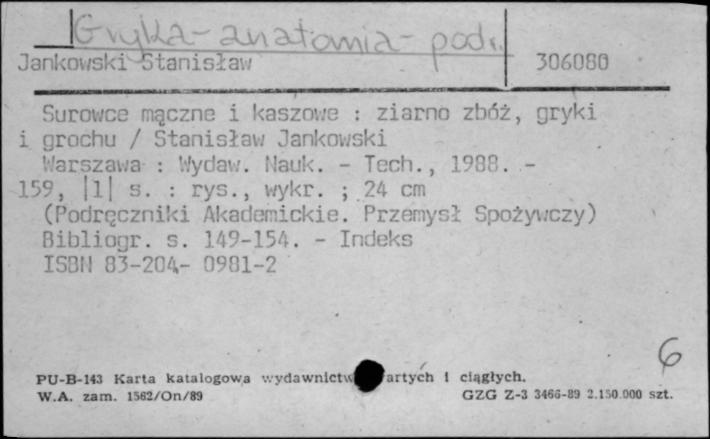 Gryka - anatomia - podr.
Jankowski Stanisław 306080
Surowce mączne i kaszowe : ziarno zbóż, gryki
i grochu / Stanisław Jankowski
Warszawa : Wydaw. Nauk. - Tech., 1988. -
159, |1| s. : rys., wykr. ; 24 cm
(Podręczniki Akademickie. Przemysł Spożywczy)
Bibliogr. s. 149-154. - Indeks
ISBN 83-204- 0981-2
6
PU-B-143 Karta katalogowa wydawnictw artych i ciągłych.
W.A. zam. 1562/On/89 GZG Z-3 3466-89 2.150.000 szt.